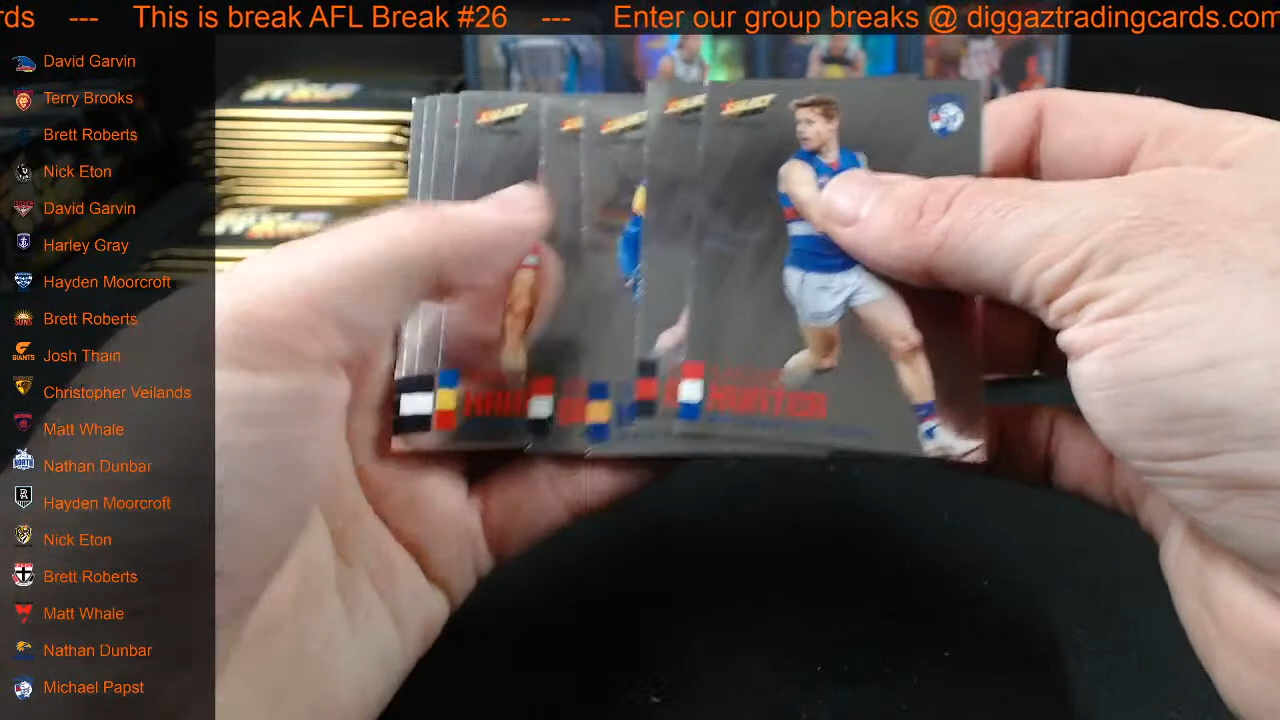 rds --- This is break AFL Break #26 --- Enter our group breaks @ diggaztradingcards.com
David Garvin
Terry Brooks
Brett Roberts
Nick Eton
David Garvin
Harley Gray
Hayden Moorcroft
Brett Roberts
Josh Thain
GIANTS
Christopher Veilands
Matt Whale
Nathan Dunbar
Hayden Moorcroft
Nick Eton
Brett Roberts
Matt Whale
Nathan Dunbar
Michael Papst
SELECT
HUNTER